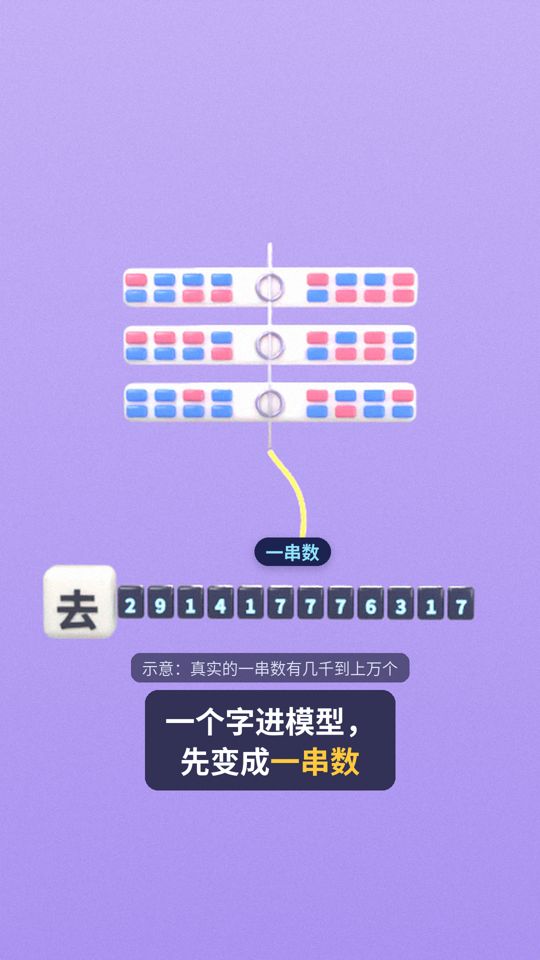 一串数
去 2 9 1 4 1 7 7 7 6 3 1 7
示意：真实的一串数有几千到上万个
一个字进模型，
先变成一串数